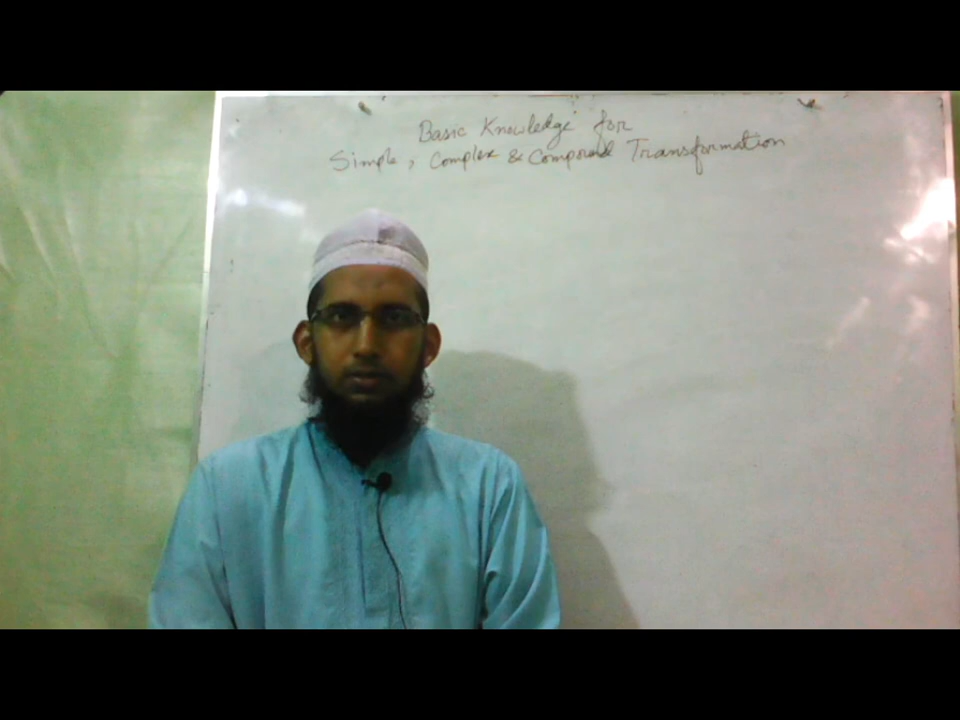 Basic Knowledge for
Simple, Complex & Compound Transformation